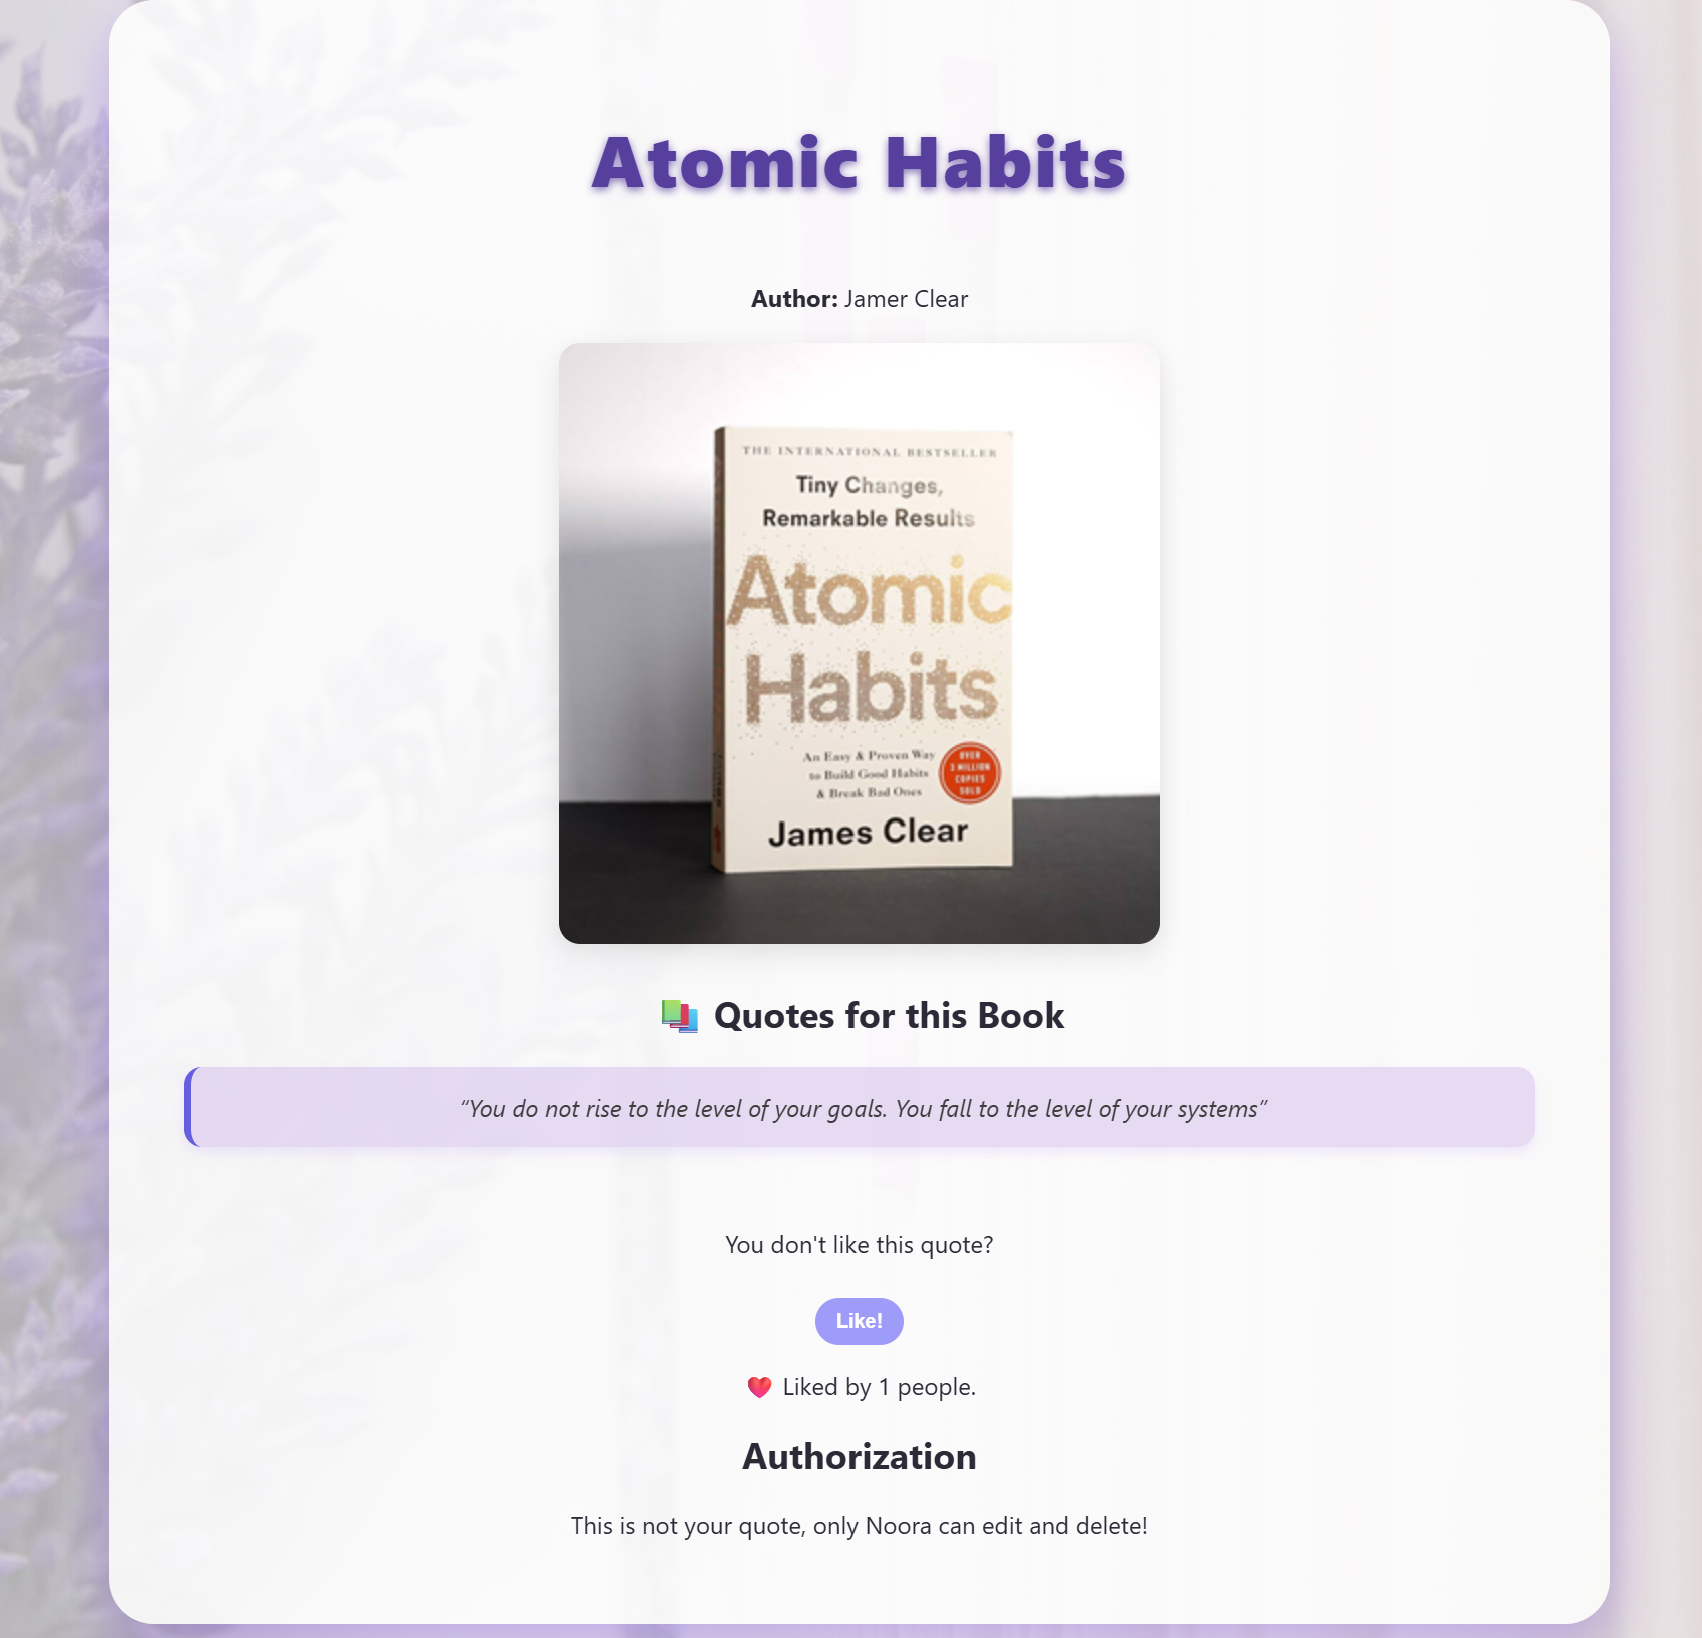 Atomic Habits
Author: Jamer Clear
THE INTERNATIONAL BESTSELLER
Tiny Changes,
Remarkable Results
Atomic
Habits
An Easy & Proven Way
to Build Good Habits
& Break Bad Ones
OVER
3 MILLION
COPIES
SOLD
James Clear
📚 Quotes for this Book
“You do not rise to the level of your goals. You fall to the level of your systems”
You don't like this quote?
Like!
❤️ Liked by 1 people.
Authorization
This is not your quote, only Noora can edit and delete!